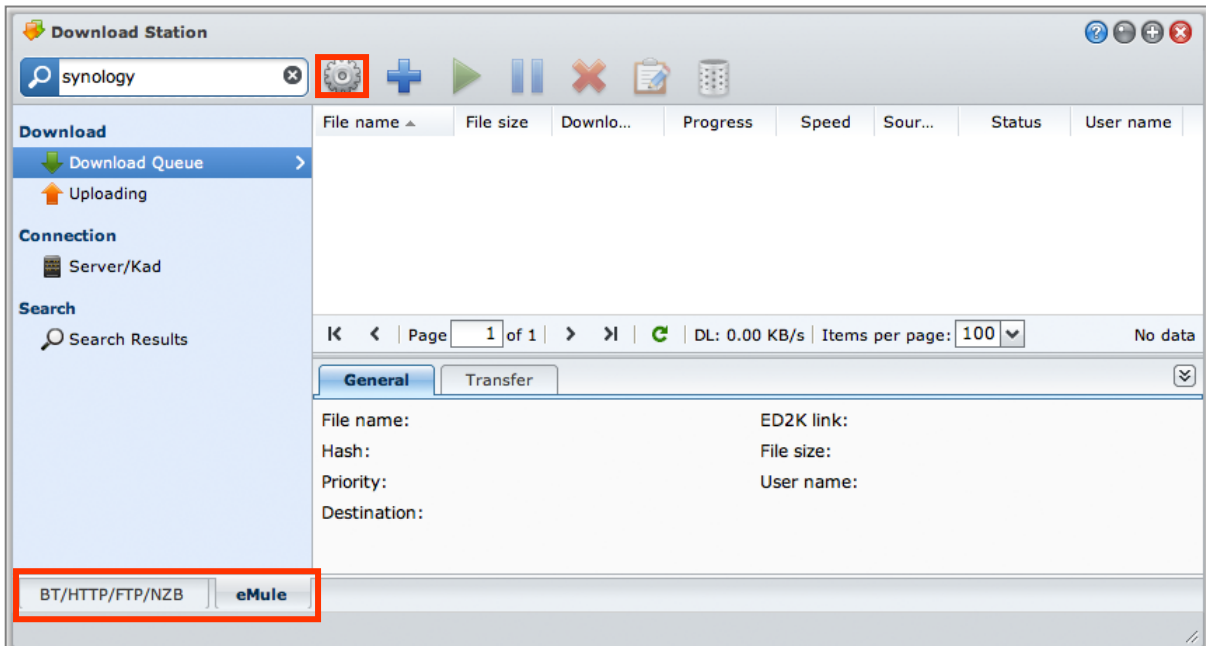 Download Station
synology
File name File size Downlo... Progress Speed Sour... Status User name
Download
Download Queue
Uploading
Connection
Server/Kad
Search
Search Results
Page 1 of 1 DL: 0.00 KB/s Items per page: 100 No data
General Transfer
File name: ED2K link:
Hash: File size:
Priority: User name:
Destination:
BT/HTTP/FTP/NZB eMule